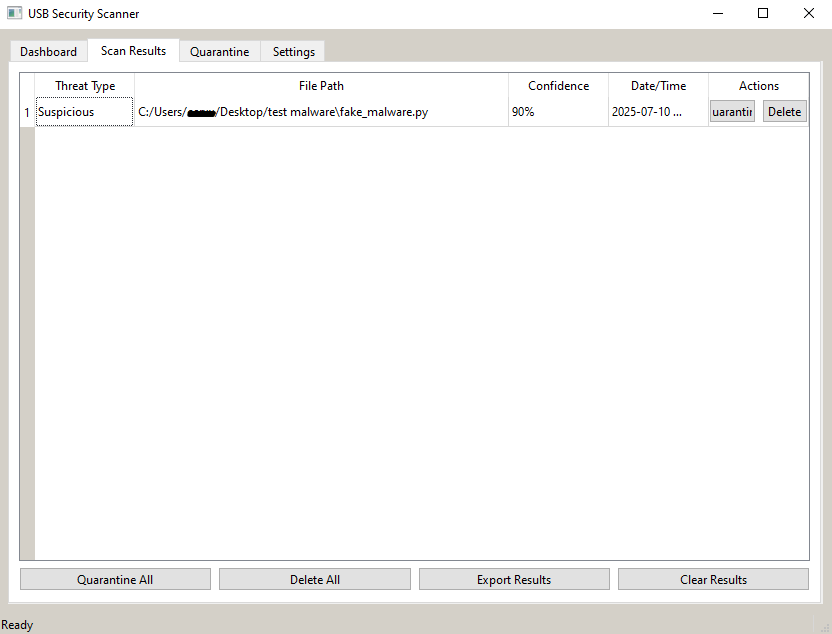 USB Security Scanner
Dashboard Scan Results Quarantine Settings
Threat Type File Path Confidence Date/Time Actions
1 Suspicious C:/Users/ /Desktop/test malware\fake_malware.py 90% 2025-07-10 ... uarantin Delete
Quarantine All Delete All Export Results Clear Results
Ready